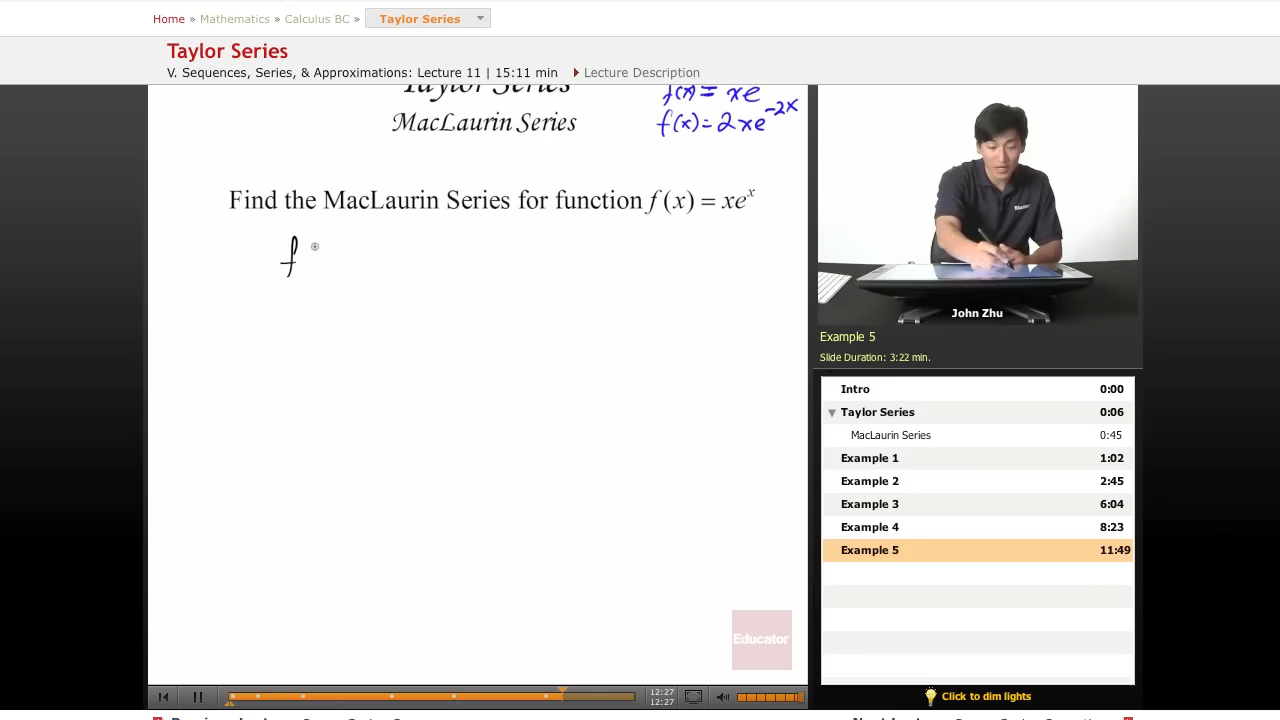 Home » Mathematics » Calculus BC » Taylor Series
Taylor Series
V. Sequences, Series, & Approximations: Lecture 11 | 15:11 min Lecture Description
Taylor Series
MacLaurin Series
f(x) = xe
f(x) = 2xe^-2x
Find the MacLaurin Series for function f(x) = xe^x
f
Educator
John Zhu
Example 5
Slide Duration: 3:22 min.
Intro 0:00
Taylor Series 0:06
MacLaurin Series 0:45
Example 1 1:02
Example 2 2:45
Example 3 6:04
Example 4 8:23
Example 5 11:49
12:27
12:27
Click to dim lights